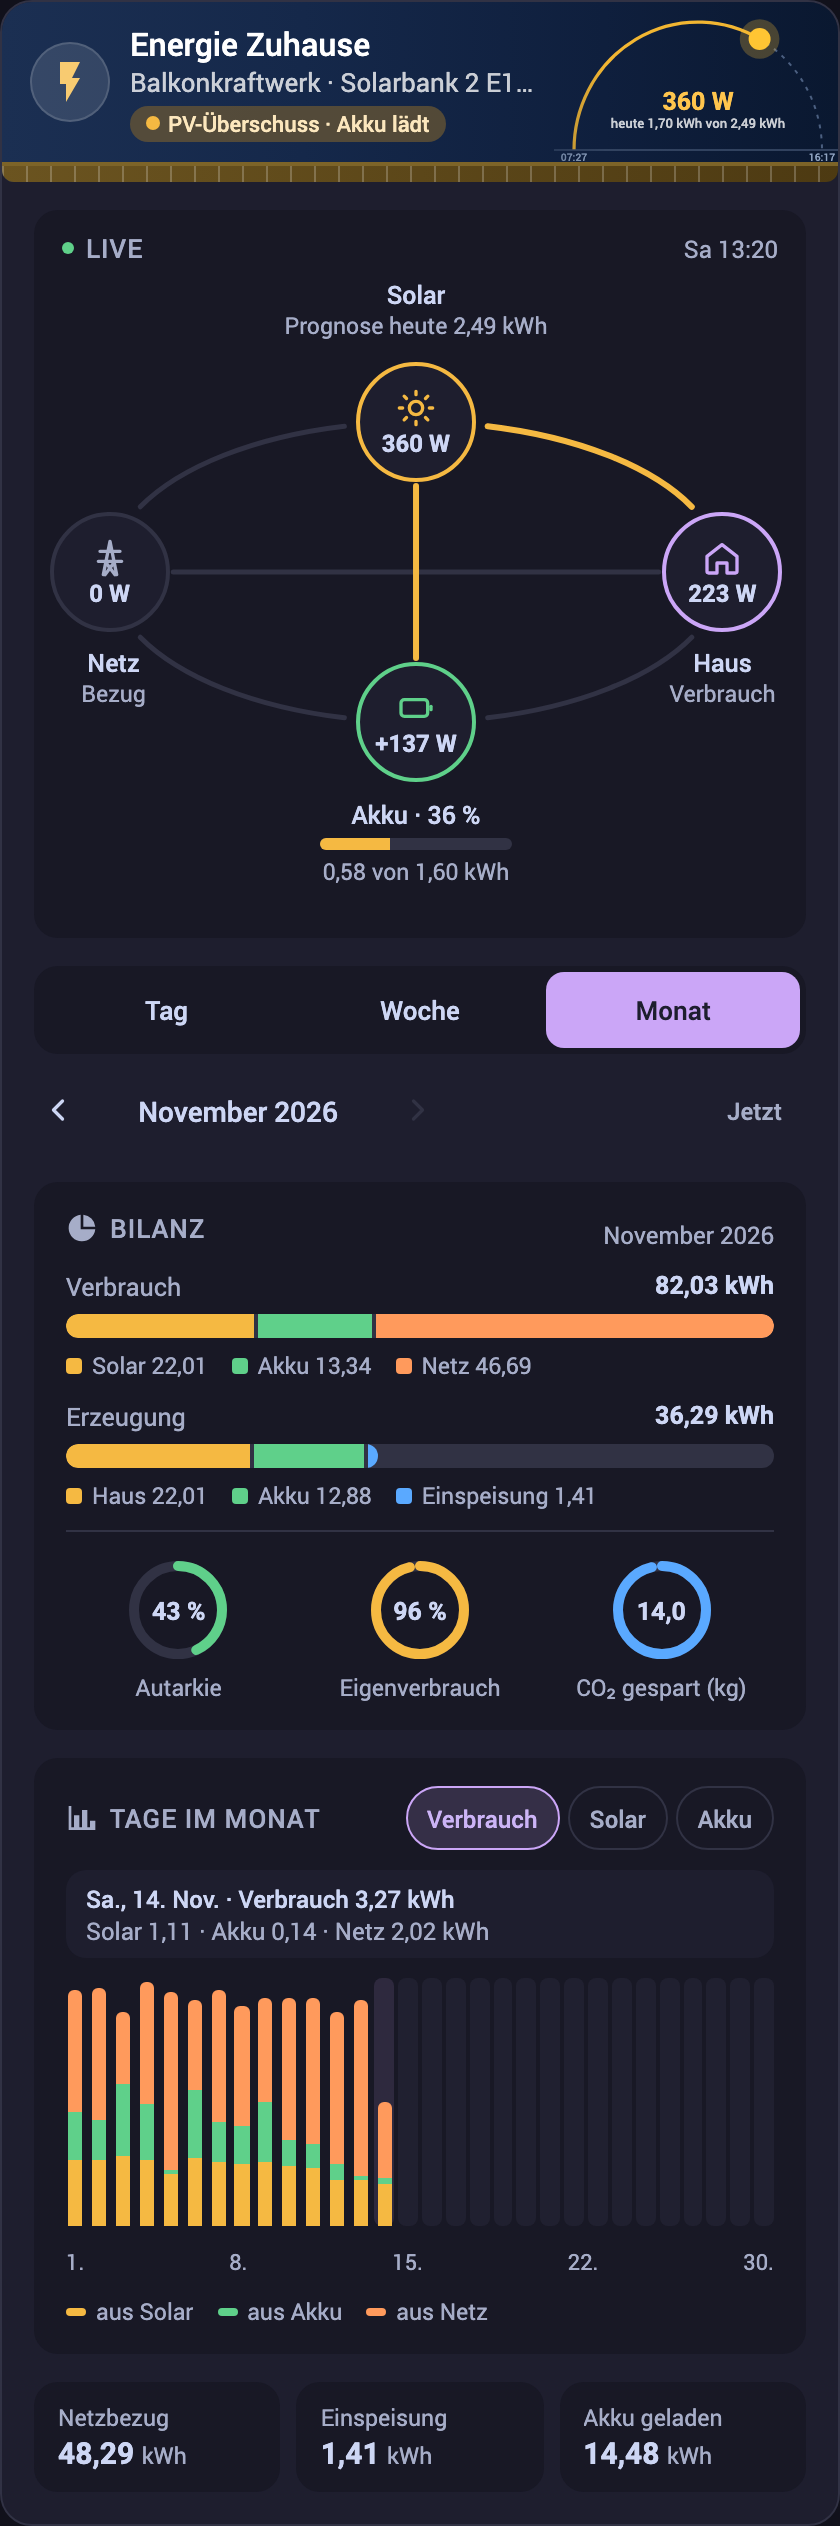 Energie Zuhause
Balkonkraftwerk · Solarbank 2 E1…
PV-Überschuss · Akku lädt
360 W
heute 1,70 kWh von 2,49 kWh
07:27
16:17
LIVE
Sa 13:20
Solar
Prognose heute 2,49 kWh
360 W
0 W
223 W
Netz
Bezug
Haus
Verbrauch
+137 W
Akku · 36 %
0,58 von 1,60 kWh
Tag
Woche
Monat
November 2026
Jetzt
BILANZ
November 2026
Verbrauch
82,03 kWh
Solar 22,01
Akku 13,34
Netz 46,69
Erzeugung
36,29 kWh
Haus 22,01
Akku 12,88
Einspeisung 1,41
43 %
96 %
14,0
Autarkie
Eigenverbrauch
CO₂ gespart (kg)
TAGE IM MONAT
Verbrauch
Solar
Akku
Sa., 14. Nov. · Verbrauch 3,27 kWh
Solar 1,11 · Akku 0,14 · Netz 2,02 kWh
1.
8.
15.
22.
30.
aus Solar
aus Akku
aus Netz
Netzbezug
48,29 kWh
Einspeisung
1,41 kWh
Akku geladen
14,48 kWh